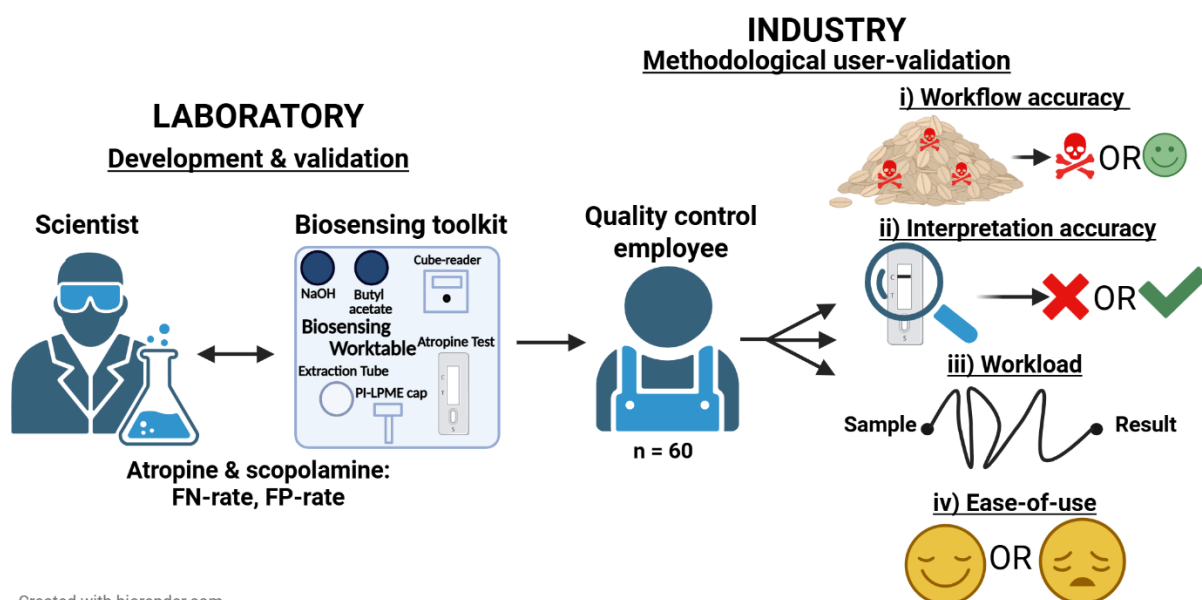 INDUSTRY
Methodological user-validation
LABORATORY
Development & validation
Scientist
Biosensing toolkit
NaOH
Butyl
acetate
Cube-reader
Biosensing
Worktable
Atropine Test
Extraction Tube
PI-LPME cap
C
T
S
Atropine & scopolamine:
FN-rate, FP-rate
Quality control
employee
n = 60
i) Workflow accuracy
OR
ii) Interpretation accuracy
C
T
S
OR
iii) Workload
Sample
Result
iv) Ease-of-use
OR